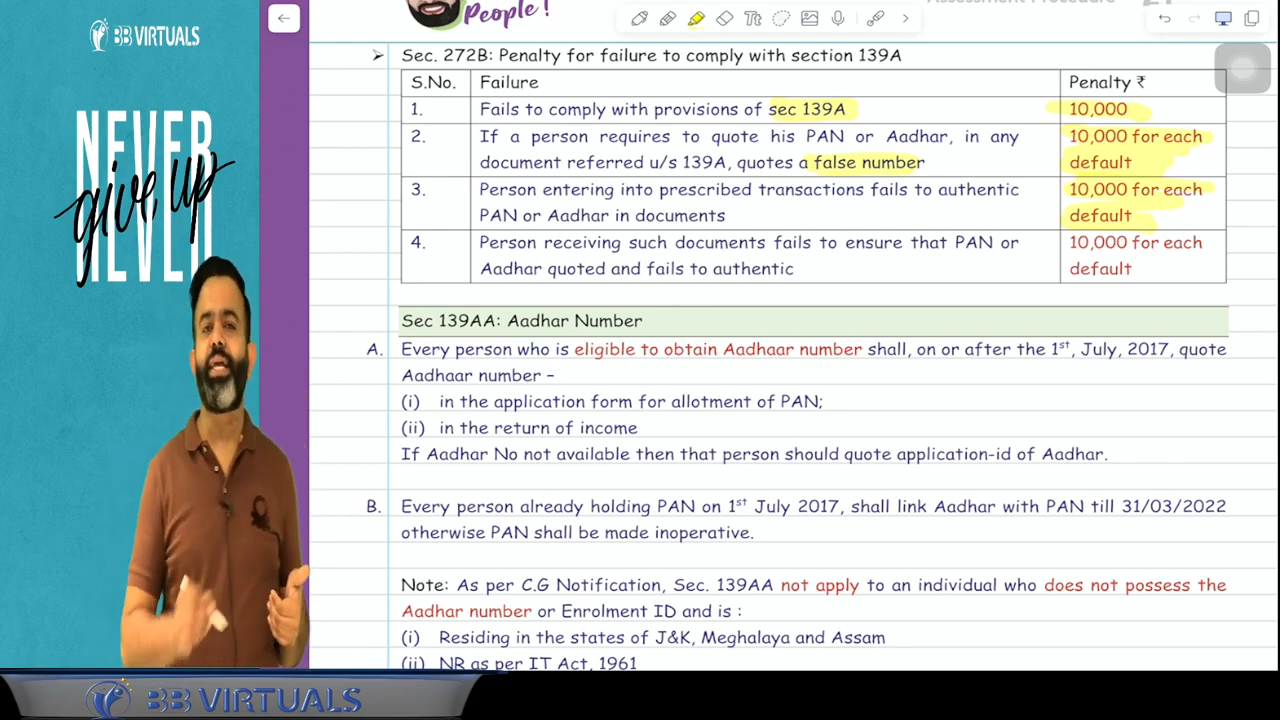 BB VIRTUALS
NEVER
give up
NEVER
People!
Assessment Procedure
➤ Sec. 272B: Penalty for failure to comply with section 139A
S.No. Failure Penalty ₹
1. Fails to comply with provisions of sec 139A 10,000
2. If a person requires to quote his PAN or Aadhar, in any 10,000 for each
document referred u/s 139A, quotes a false number default
3. Person entering into prescribed transactions fails to authentic 10,000 for each
PAN or Aadhar in documents default
4. Person receiving such documents fails to ensure that PAN or 10,000 for each
Aadhar quoted and fails to authentic default
Sec 139AA: Aadhar Number
A. Every person who is eligible to obtain Aadhaar number shall, on or after the 1st, July, 2017, quote
Aadhaar number –
(i) in the application form for allotment of PAN;
(ii) in the return of income
If Aadhar No not available then that person should quote application-id of Aadhar.
B. Every person already holding PAN on 1st July 2017, shall link Aadhar with PAN till 31/03/2022
otherwise PAN shall be made inoperative.
Note: As per C.G Notification, Sec. 139AA not apply to an individual who does not possess the
Aadhar number or Enrolment ID and is :
(i) Residing in the states of J&K, Meghalaya and Assam
(ii) NR as per IT Act, 1961
BB VIRTUALS